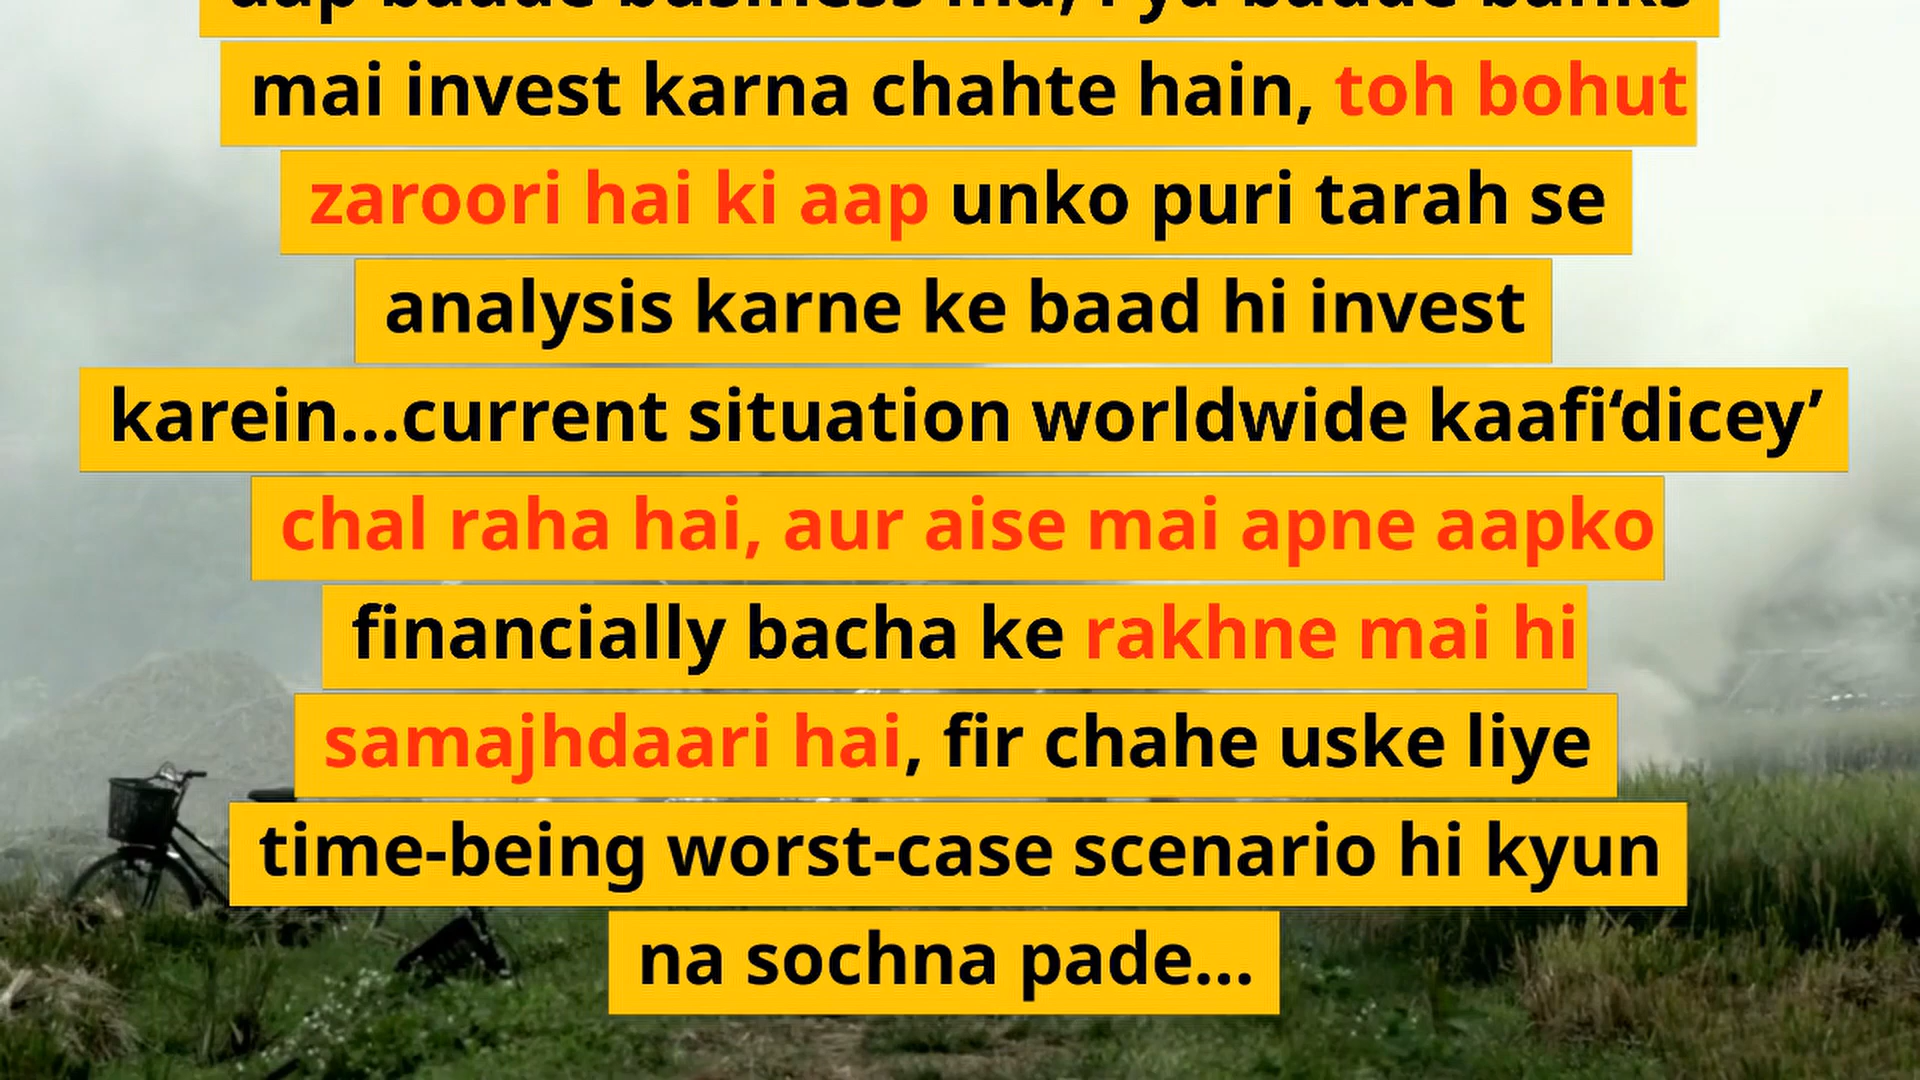 aap badde business ma, ya badde banks
mai invest karna chahte hain, toh bohut
zaroori hai ki aap unko puri tarah se
analysis karne ke baad hi invest
karein...current situation worldwide kaafi‘dicey’
chal raha hai, aur aise mai apne aapko
financially bacha ke rakhne mai hi
samajhdaari hai, fir chahe uske liye
time-being worst-case scenario hi kyun
na sochna pade...